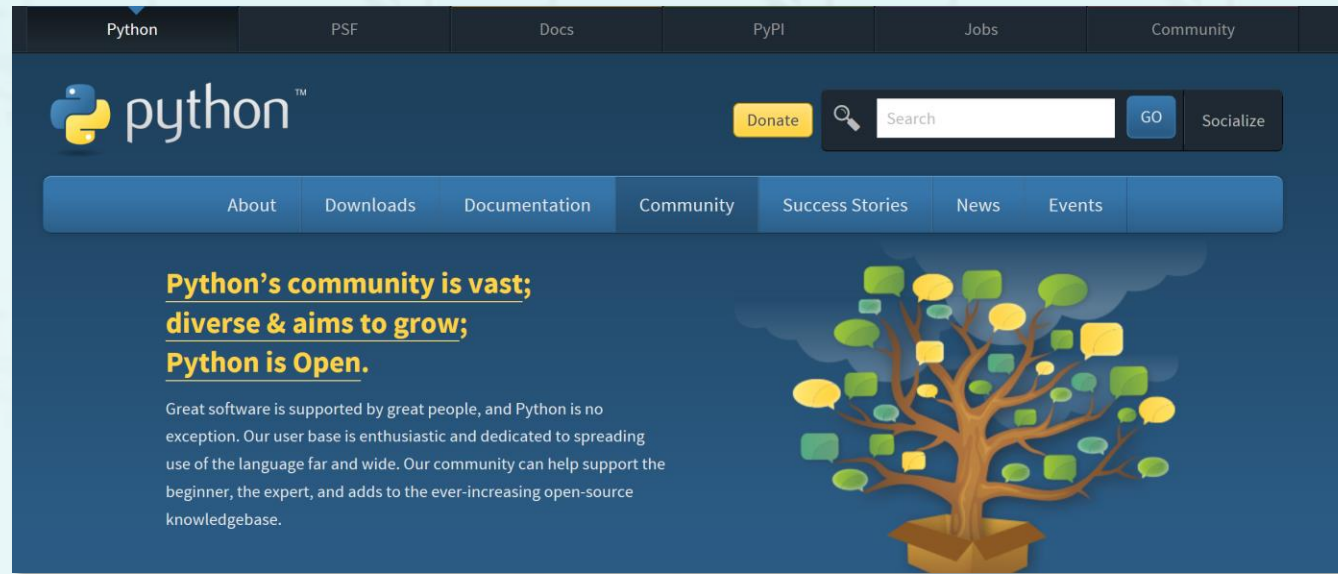 Python PSF Docs PyPI Jobs Community
python™
Donate Search GO Socialize
About Downloads Documentation Community Success Stories News Events
Python's community is vast;
diverse & aims to grow;
Python is Open.
Great software is supported by great people, and Python is no
exception. Our user base is enthusiastic and dedicated to spreading
use of the language far and wide. Our community can help support the
beginner, the expert, and adds to the ever-increasing open-source
knowledgebase.